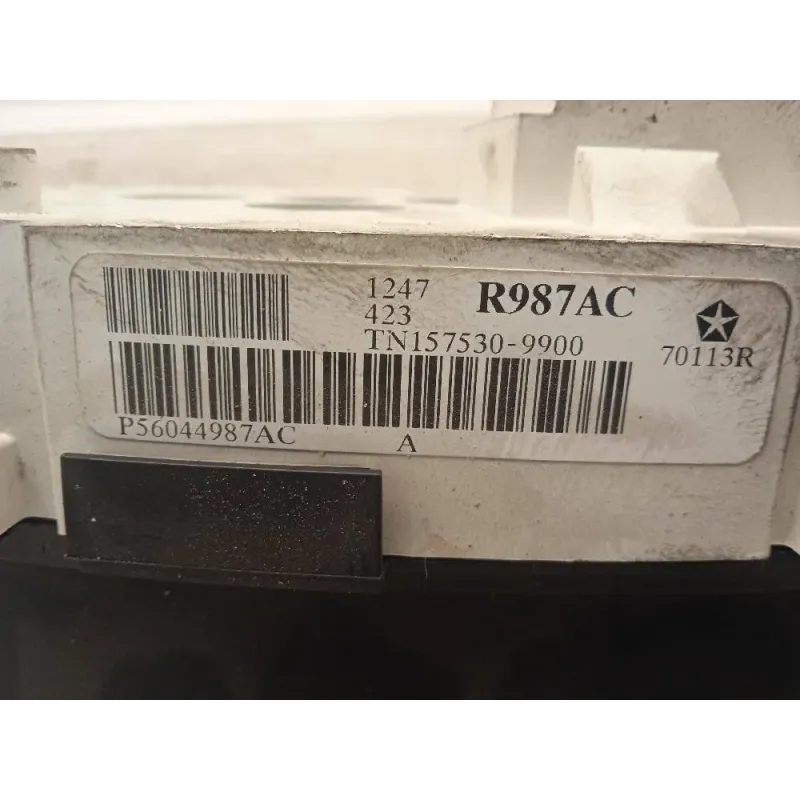 1247 R987AC
423
TN157530-9900 70113R
P56044987AC A